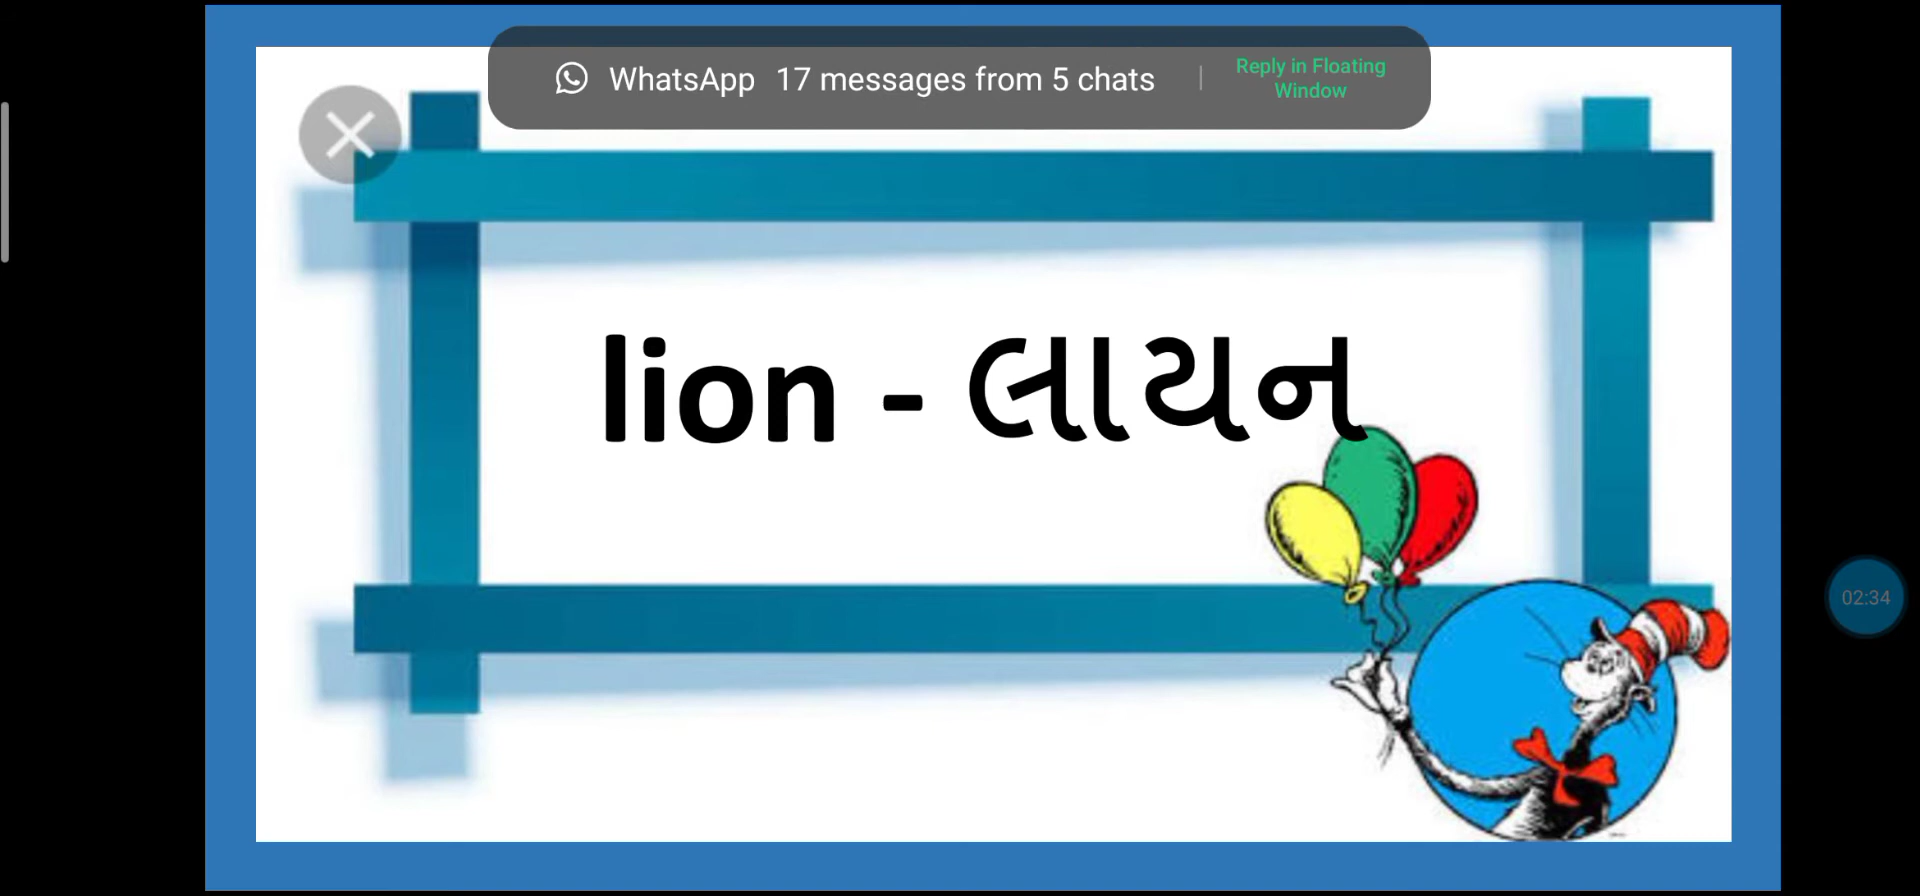 WhatsApp 17 messages from 5 chats
Reply in Floating
Window
lion - લાયન
02:34